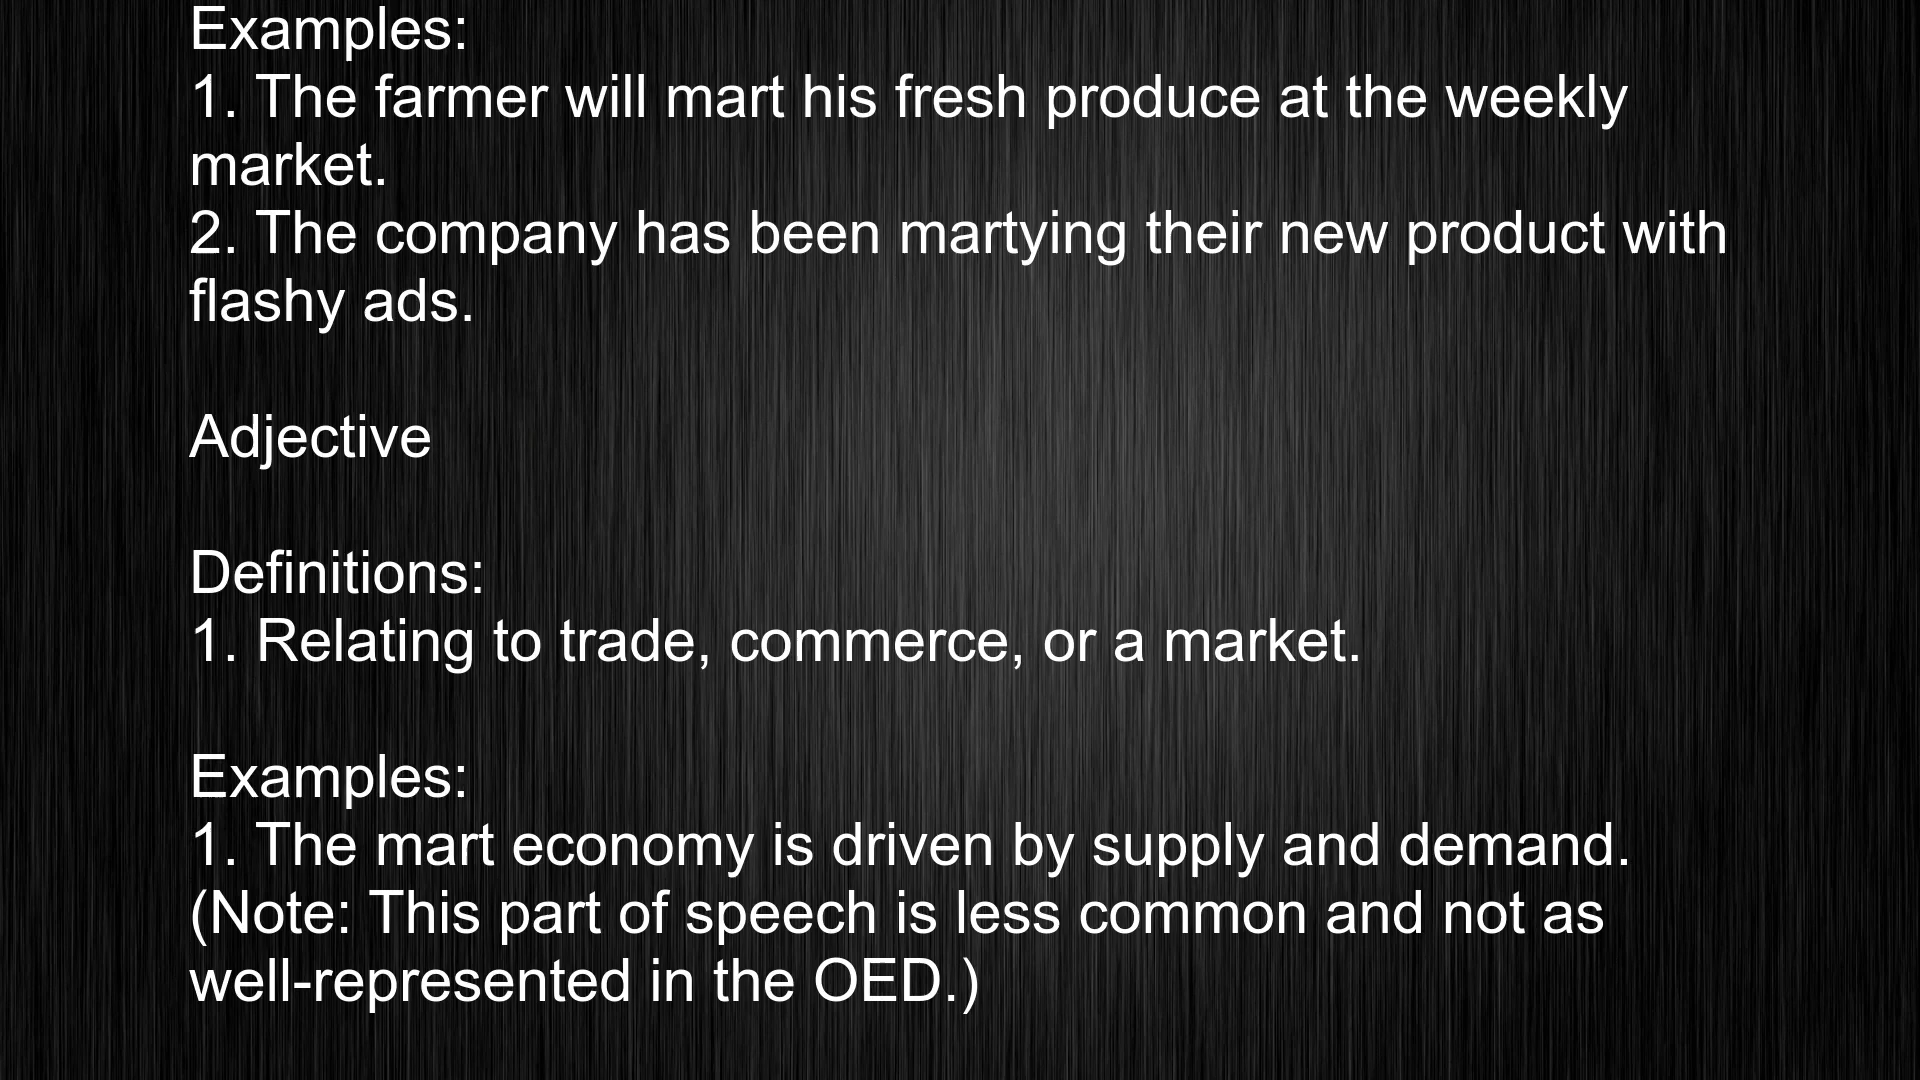 Examples:
1. The farmer will mart his fresh produce at the weekly
market.
2. The company has been martying their new product with
flashy ads.
Adjective
Definitions:
1. Relating to trade, commerce, or a market.
Examples:
1. The mart economy is driven by supply and demand.
(Note: This part of speech is less common and not as
well-represented in the OED.)